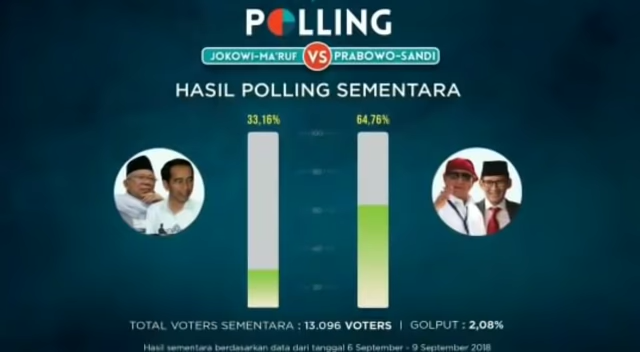 POLLING
JOKOWI-MA'RUF VS PRABOWO-SANDI
HASIL POLLING SEMENTARA
33,16% 64,76%
100
TOTAL VOTERS SEMENTARA : 13.096 VOTERS | GOLPUT : 2,08%
Hasil sementara berdasarkan data dari tanggal 6 September - 9 September 2018